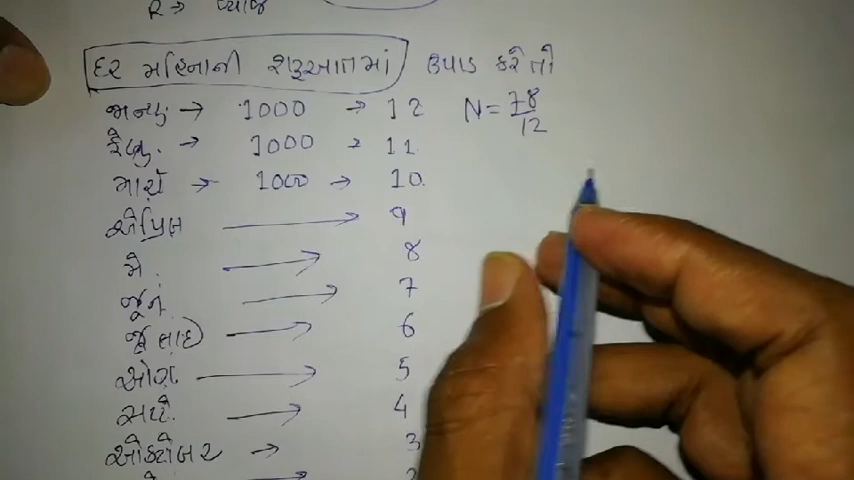 R → વ્યાજ
દર મહિનાની શરૂઆતમાં ઉપાડ કરે તો
જાન્યુ. → 1000 → 12 N = 78/12
ફેબ્રુ. → 1000 → 11
માર્ચ → 1000 → 10
એપ્રિલ → 9
મે. → 8
જૂન → 7
જુલાઈ → 6
ઓગ. → 5
સપ્ટે. → 4
ઓક્ટોબર → 3